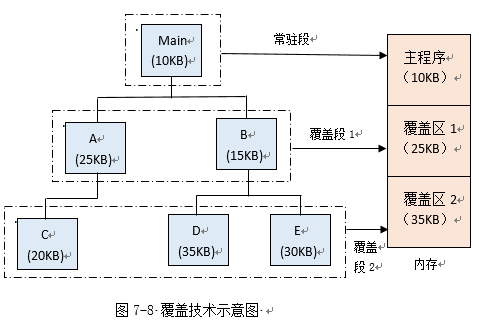 Main
(10KB)
常驻段
主程序
（10KB）
A
(25KB)
B
(15KB)
覆盖段 1
覆盖区 1
（25KB）
覆盖区 2
（35KB）
C
(20KB)
D
(35KB)
E
(30KB)
覆盖
段 2
内存
图 7-8·覆盖技术示意图·